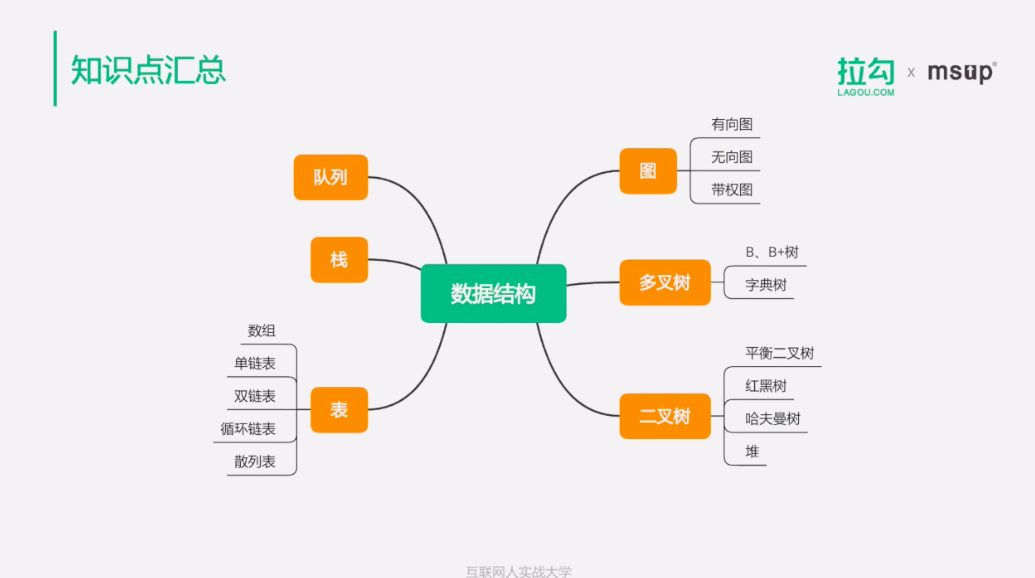 知识点汇总
拉勾
LAGOU.COM
x
msup®
队列
栈
数组
单链表
双链表
循环链表
散列表
表
数据结构
图
有向图
无向图
带权图
多叉树
B、B+树
字典树
二叉树
平衡二叉树
红黑树
哈夫曼树
堆
互联网人实战大学